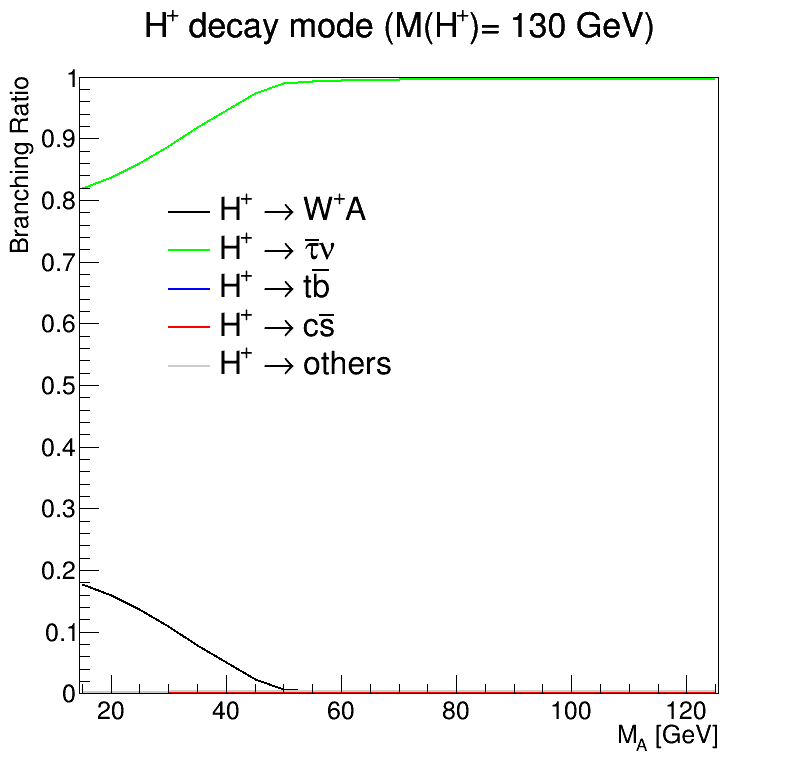 H⁺ decay mode (M(H⁺)= 130 GeV)
Branching Ratio
1
0.9
0.8
0.7
0.6
0.5
0.4
0.3
0.2
0.1
0
H⁺ → W⁺A
H⁺ → τ̅ν
H⁺ → tb̅
H⁺ → cs̅
H⁺ → others
20 40 60 80 100 120
M_A [GeV]